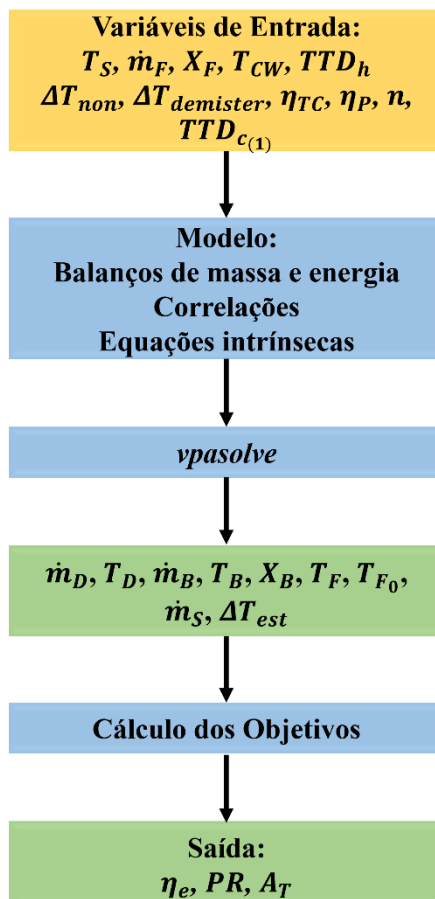 Variáveis de Entrada:
T_S, ṁ_F, X_F, T_CW, TTD_h
ΔT_non, ΔT_demister, η_TC, η_P, n,
TTD_c(1)
Modelo:
Balanços de massa e energia
Correlações
Equações intrínsecas
vpasolve
ṁ_D, T_D, ṁ_B, T_B, X_B, T_F, T_F₀,
ṁ_S, ΔT_est
Cálculo dos Objetivos
Saída:
η_e, PR, A_T